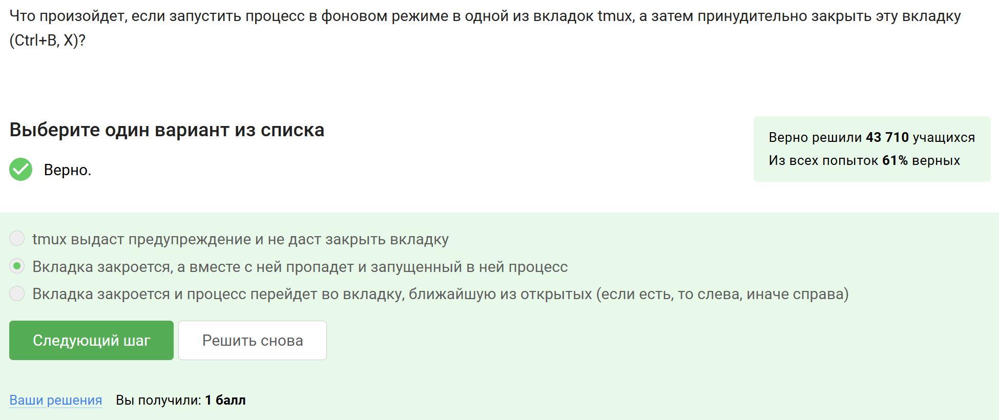 Что произойдет, если запустить процесс в фоновом режиме в одной из вкладок tmux, а затем принудительно закрыть эту вкладку
(Ctrl+B, X)?
Выберите один вариант из списка
Верно.
Верно решили 43 710 учащихся
Из всех попыток 61% верных
tmux выдаст предупреждение и не даст закрыть вкладку
Вкладка закроется, а вместе с ней пропадет и запущенный в ней процесс
Вкладка закроется и процесс перейдет во вкладку, ближайшую из открытых (если есть, то слева, иначе справа)
Следующий шаг
Решить снова
Ваши решения Вы получили: 1 балл